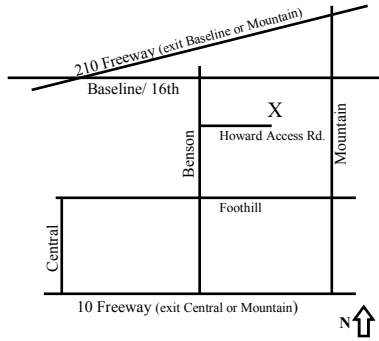 210 Freeway (exit Baseline or Mountain)
Baseline/ 16th
X
Howard Access Rd.
Benson
Mountain
Foothill
Central
10 Freeway (exit Central or Mountain)
N